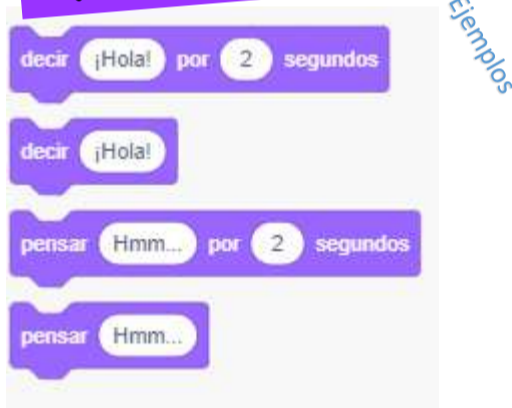 Ejemplos
decir ¡Hola! por 2 segundos
decir ¡Hola!
pensar Hmm... por 2 segundos
pensar Hmm...